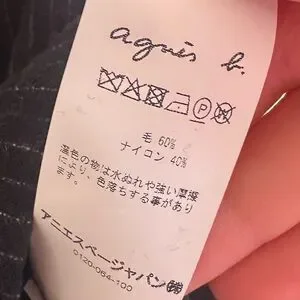 agnès b.
毛 60%
ナイロン 40%
濃色の物は水ぬれや強い摩擦
により、色落ちする事があり
ます。
アニエスベージャパン㈱
0120-064-100